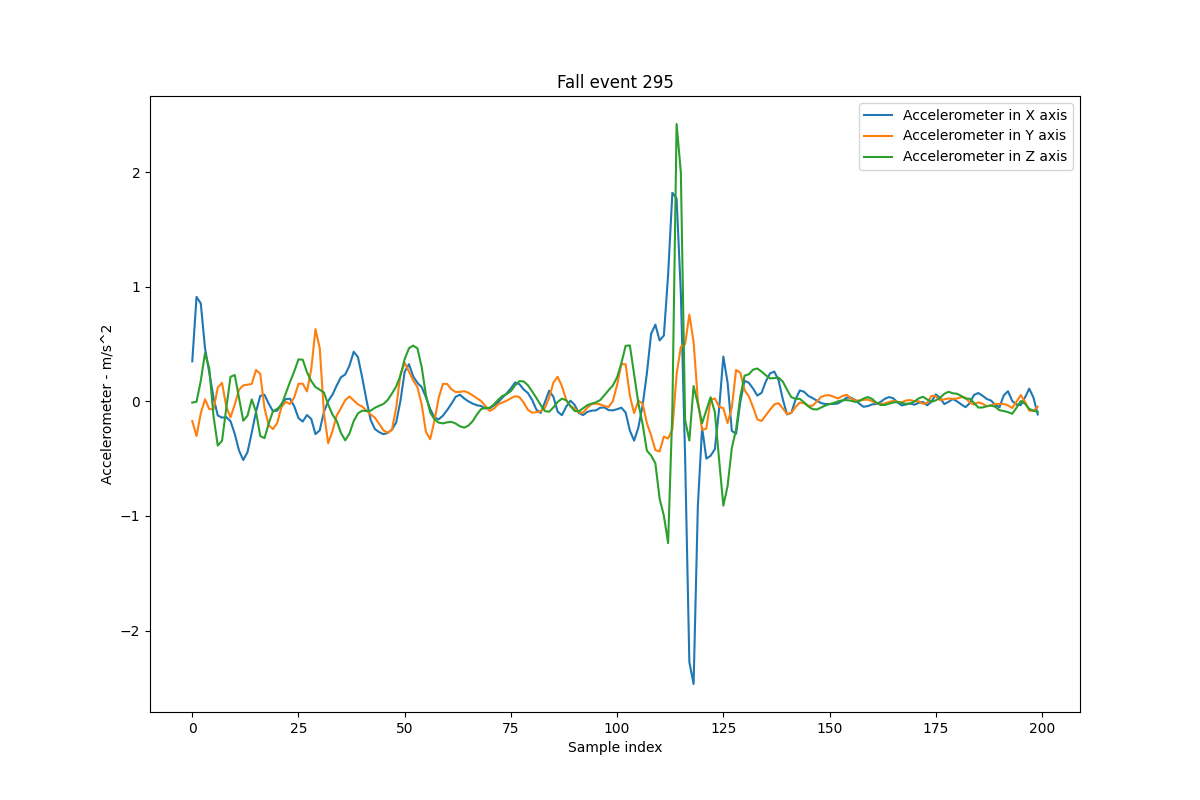 Fall event 295
Accelerometer in X axis
Accelerometer in Y axis
Accelerometer in Z axis
Accelerometer - m/s^2
2
1
0
−1
−2
0 25 50 75 100 125 150 175 200
Sample index